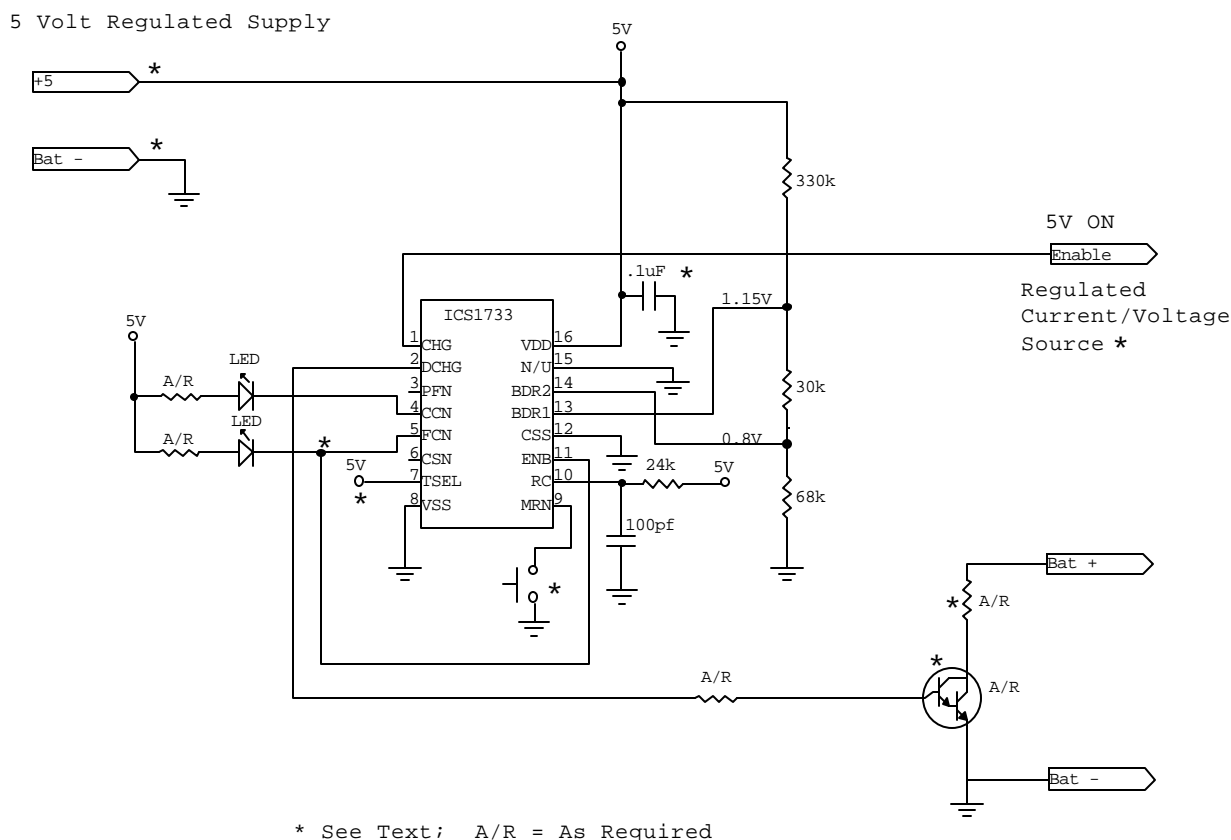 5 Volt Regulated Supply
5V
+5 *
Bat - *
330k
5V ON
Enable
Regulated
Current/Voltage
Source *
.1uF *
1.15V
ICS1733
5V
1 CHG
2 DCHG
3 PFN
4 CCN
5 FCN
6 CSN
7 TSEL
8 VSS
VDD 16
N/U 15
BDR2 14
BDR1 13
CSS 12
ENB 11
RC 10
MRN 9
LED
A/R
LED
A/R
*
5V
*
30k
0.8V
24k
5V
68k
100pf
*
Bat +
* A/R
*
A/R
A/R
Bat -
* See Text; A/R = As Required